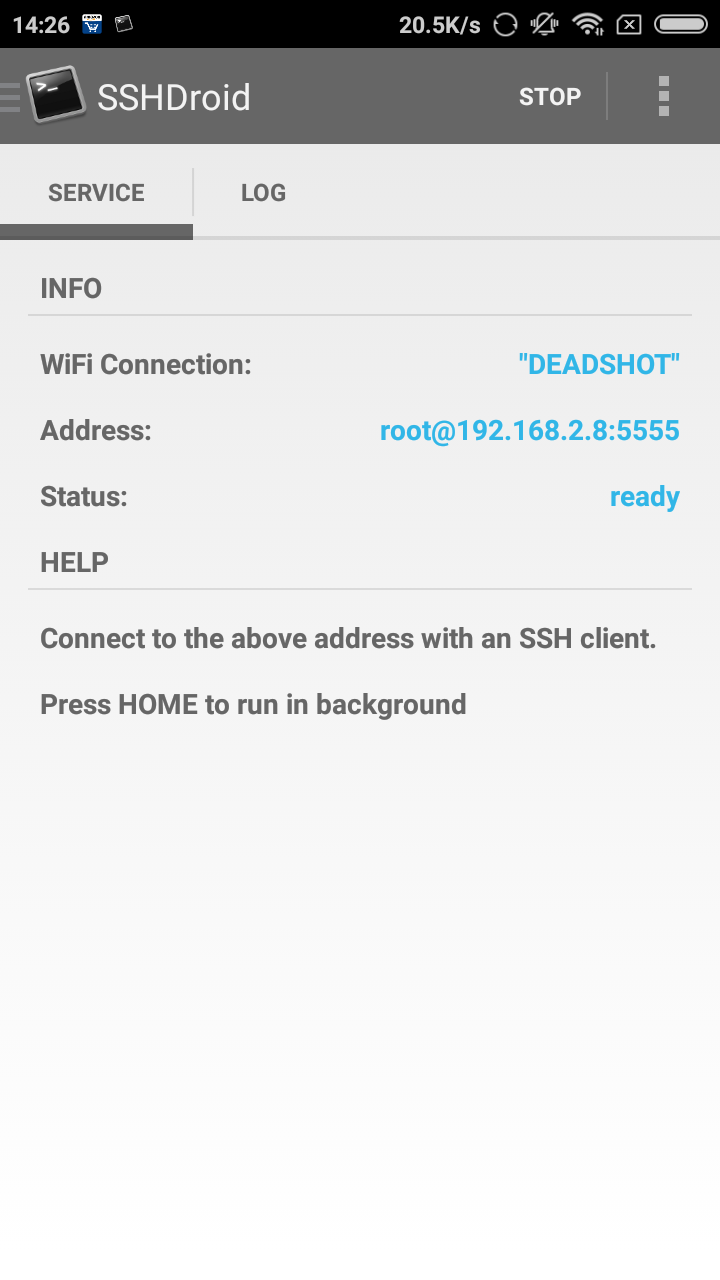 14:26 20.5K/s
SSHDroid STOP
SERVICE LOG
INFO
WiFi Connection: "DEADSHOT"
Address: root@192.168.2.8:5555
Status: ready
HELP
Connect to the above address with an SSH client.
Press HOME to run in background